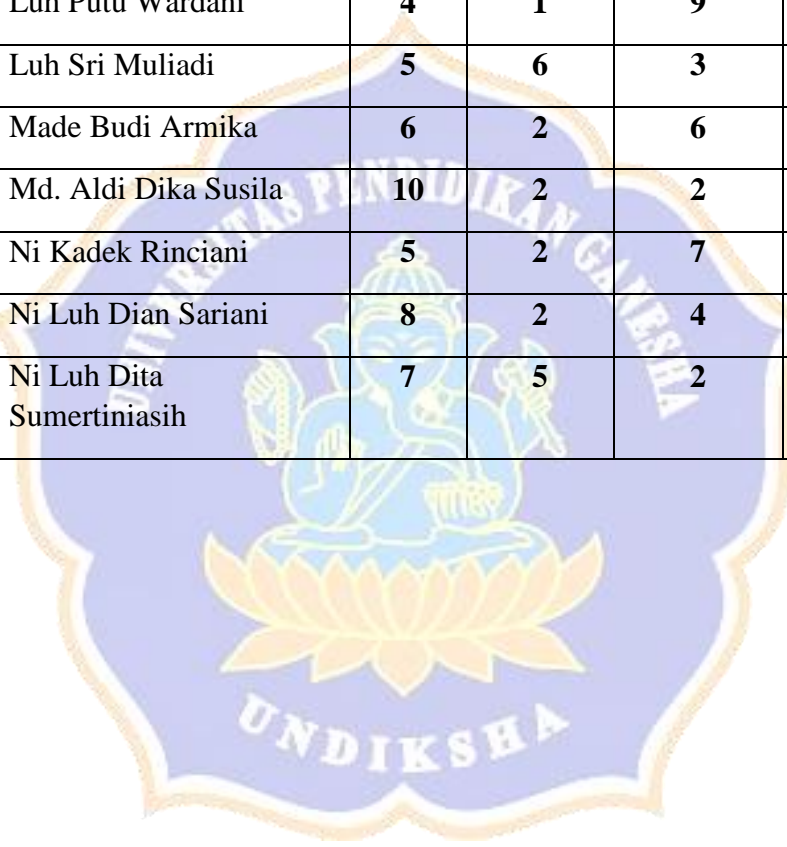 Luh Putu Wardani 4 1 9
Luh Sri Muliadi 5 6 3
Made Budi Armika 6 2 6
Md. Aldi Dika Susila 10 2 2
Ni Kadek Rinciani 5 2 7
Ni Luh Dian Sariani 8 2 4
Ni Luh Dita 7 5 2
Sumertiniasih
UNIVERSITAS PENDIDIKAN GANESHA
UNDIKSHA